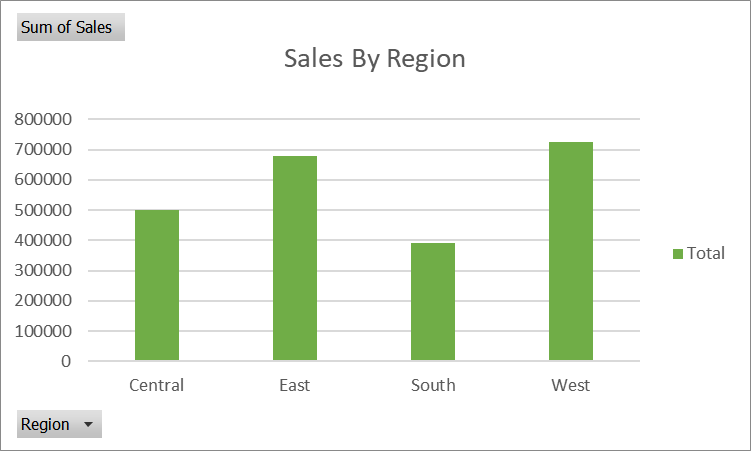 Sum of Sales
Sales By Region
800000
700000
600000
500000
400000
300000
200000
100000
0
Total
Central East South West
Region